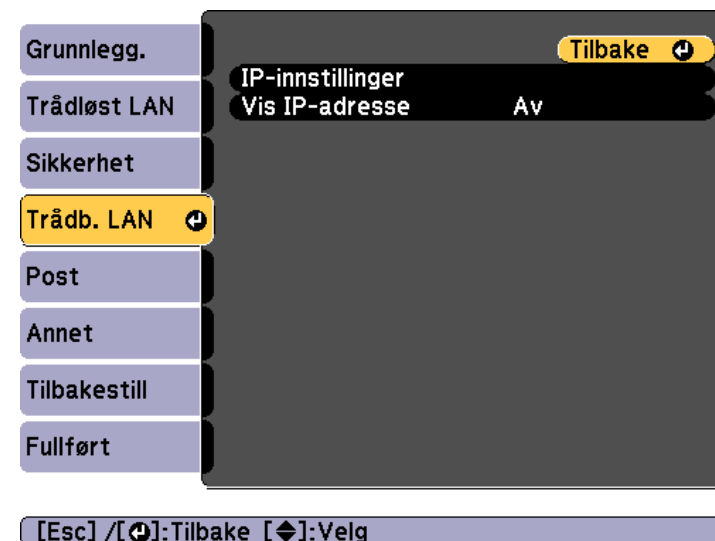 Grunnlegg.
Trådløst LAN
Sikkerhet
Trådb. LAN
Post
Annet
Tilbakestill
Fullført
Tilbake
IP-innstillinger
Vis IP-adresse Av
[Esc] /[⏎]:Tilbake [◆]:Velg